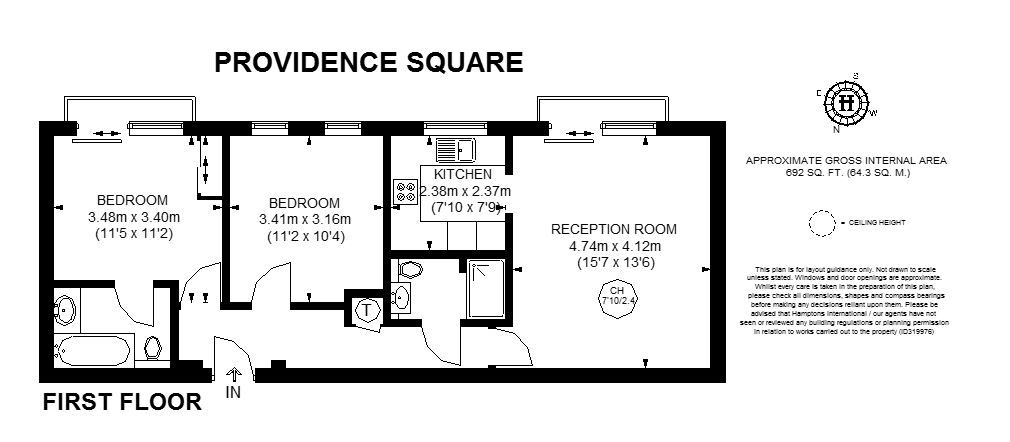 PROVIDENCE SQUARE
S
E
W
N
H
APPROXIMATE GROSS INTERNAL AREA
692 SQ. FT. (64.3 SQ. M.)
= CEILING HEIGHT
BEDROOM
3.48m x 3.40m
(11'5 x 11'2)
BEDROOM
3.41m x 3.16m
(11'2 x 10'4)
KITCHEN
2.38m x 2.37m
(7'10 x 7'9)
RECEPTION ROOM
4.74m x 4.12m
(15'7 x 13'6)
CH
7'10/2.4
T
IN
FIRST FLOOR
This plan is for layout guidance only. Not drawn to scale
unless stated. Windows and door openings are approximate.
Whilst every care is taken in the preparation of this plan,
please check all dimensions, shapes and compass bearings
before making any decisions reliant upon them. Please be
advised that Hamptons International / our agents have not
seen or reviewed any building regulations or planning permission
in relation to works carried out to the property (ID319976)